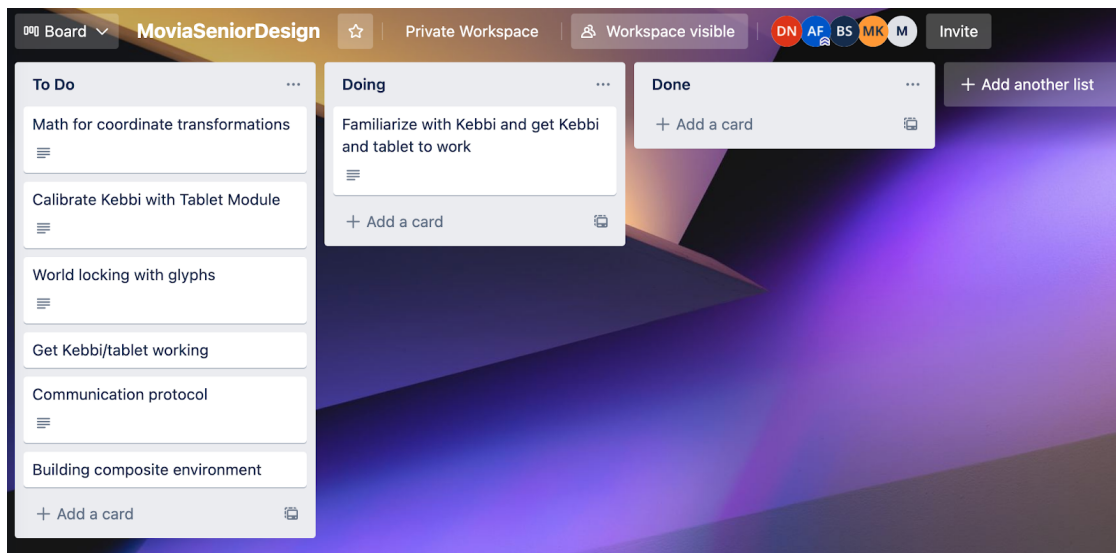 Board
MoviaSeniorDesign
Private Workspace
Workspace visible
DN
AF
BS
MK
M
Invite
To Do
Math for coordinate transformations
Calibrate Kebbi with Tablet Module
World locking with glyphs
Get Kebbi/tablet working
Communication protocol
Building composite environment
+ Add a card
Doing
Familiarize with Kebbi and get Kebbi
and tablet to work
+ Add a card
Done
+ Add a card
+ Add another list